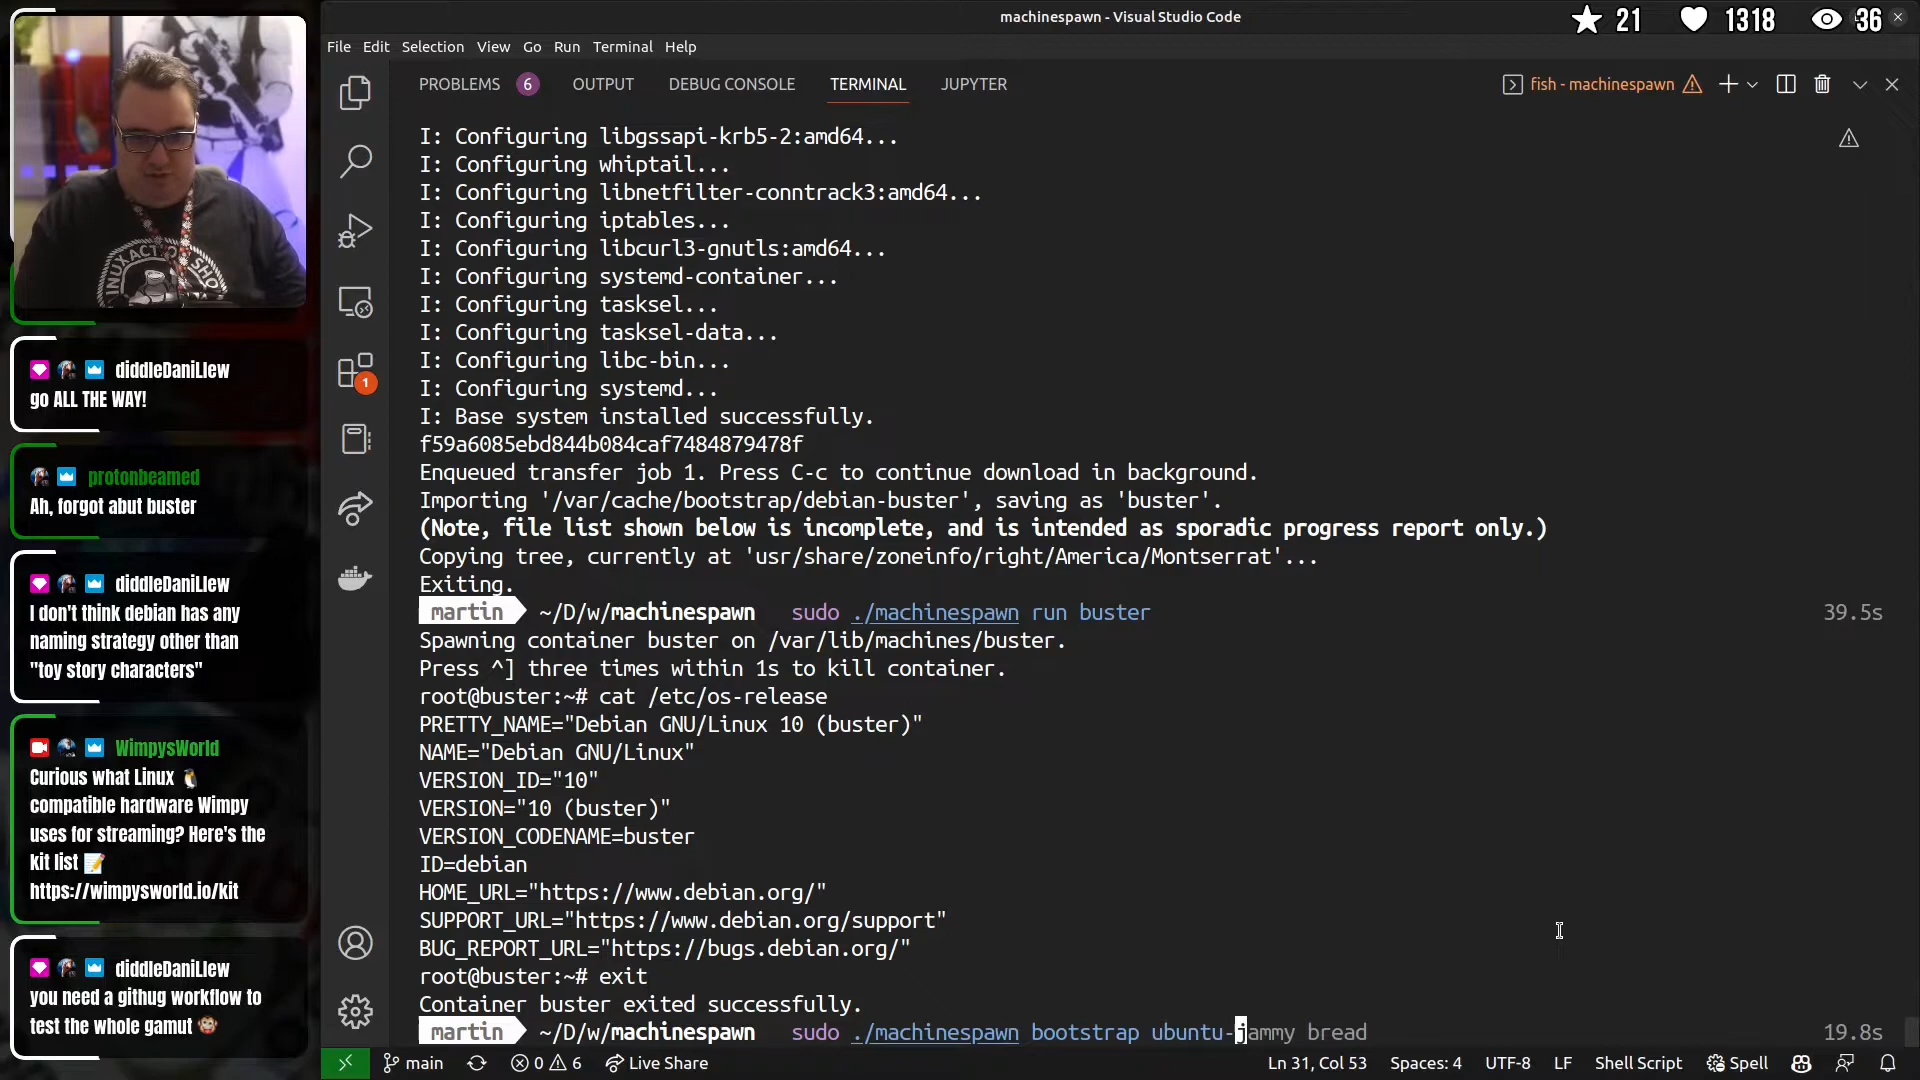 machinespawn - Visual Studio Code
21
1318
36
File Edit Selection View Go Run Terminal Help
PROBLEMS 6 OUTPUT DEBUG CONSOLE TERMINAL JUPYTER
fish - machinespawn
I: Configuring libgssapi-krb5-2:amd64...
I: Configuring whiptail...
I: Configuring libnetfilter-conntrack3:amd64...
I: Configuring iptables...
I: Configuring libcurl3-gnutls:amd64...
I: Configuring systemd-container...
I: Configuring tasksel...
I: Configuring tasksel-data...
I: Configuring libc-bin...
I: Configuring systemd...
I: Base system installed successfully.
f59a6085ebd844b084caf7484879478f
Enqueued transfer job 1. Press C-c to continue download in background.
Importing '/var/cache/bootstrap/debian-buster', saving as 'buster'.
(Note, file list shown below is incomplete, and is intended as sporadic progress report only.)
Copying tree, currently at 'usr/share/zoneinfo/right/America/Montserrat'...
Exiting.
martin ~/D/w/machinespawn sudo ./machinespawn run buster 39.5s
Spawning container buster on /var/lib/machines/buster.
Press ^] three times within 1s to kill container.
root@buster:~# cat /etc/os-release
PRETTY_NAME="Debian GNU/Linux 10 (buster)"
NAME="Debian GNU/Linux"
VERSION_ID="10"
VERSION="10 (buster)"
VERSION_CODENAME=buster
ID=debian
HOME_URL="https://www.debian.org/"
SUPPORT_URL="https://www.debian.org/support"
BUG_REPORT_URL="https://bugs.debian.org/"
root@buster:~# exit
Container buster exited successfully.
martin ~/D/w/machinespawn sudo ./machinespawn bootstrap ubuntu-jammy bread 19.8s
1
main
0 6
Live Share
Ln 31, Col 53 Spaces: 4 UTF-8 LF Shell Script Spell
LINUX ACTION SHO
diddleDaniLlew
go ALL THE WAY!
protonbeamed
Ah, forgot abut buster
diddleDaniLlew
I don't think debian has any
naming strategy other than
"toy story characters"
WimpysWorld
Curious what Linux 🐧
compatible hardware Wimpy
uses for streaming? Here's the
kit list 📝
https://wimpysworld.io/kit
diddleDaniLlew
you need a githug workflow to
test the whole gamut 🐵